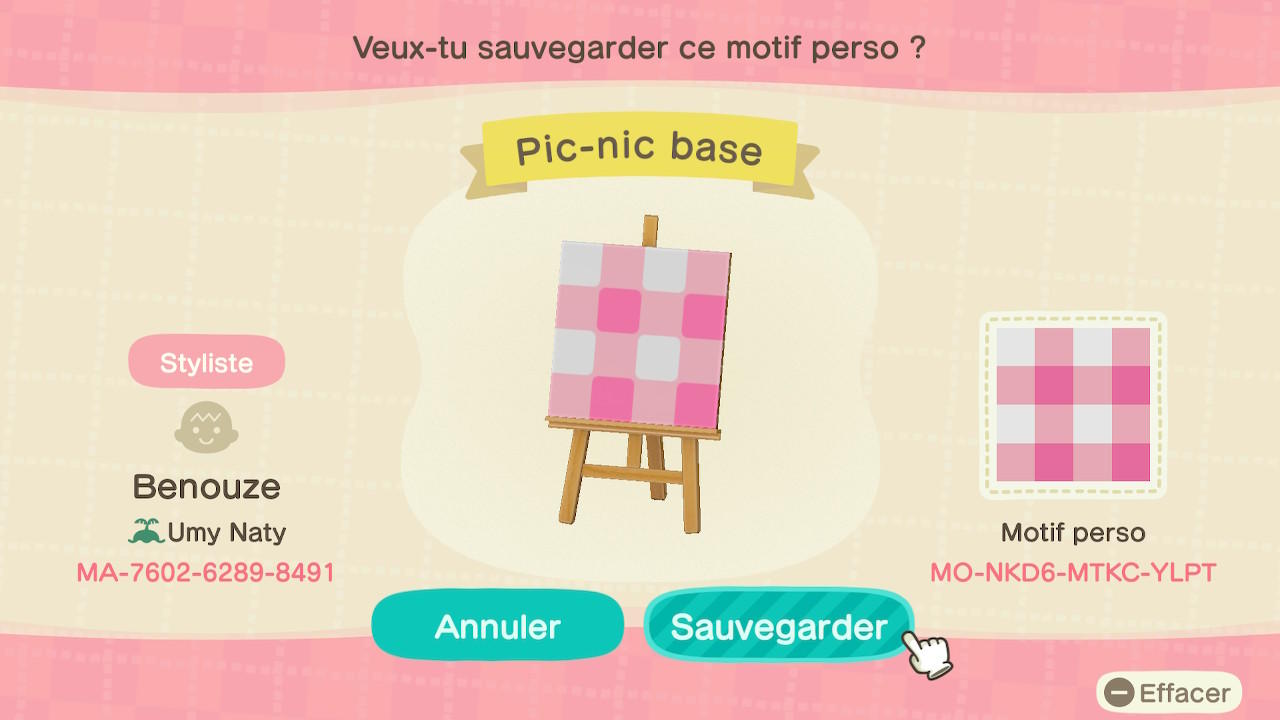 Veux-tu sauvegarder ce motif perso ?
Pic-nic base
Styliste
Benouze
Umy Naty
MA-7602-6289-8491
Motif perso
MO-NKD6-MTKC-YLPT
Annuler
Sauvegarder
Effacer